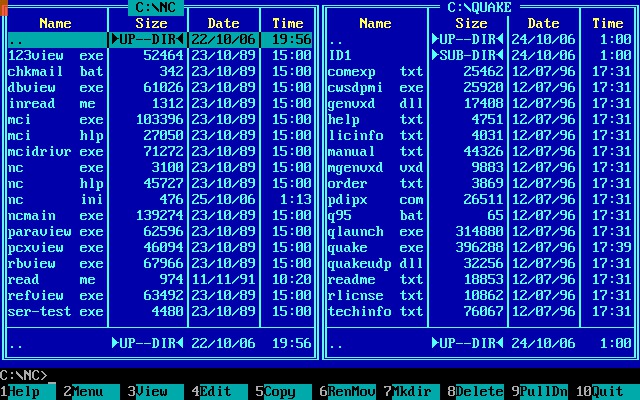 C:\NC C:\QUAKE
Name Size Date Time Name Size Date Time
.. ►UP--DIR◄ 22/10/06 19:56 .. ►UP--DIR◄ 24/10/06 1:00
123view exe 52464 23/10/89 15:00 ID1 ►SUB-DIR◄ 24/10/06 1:00
chkmail bat 342 23/10/89 15:00 comexp txt 25462 12/07/96 17:31
dbview exe 61026 23/10/89 15:00 cwsdpmi exe 25920 12/07/96 17:31
inread me 1312 23/10/89 15:00 genvxd dll 17408 12/07/96 17:31
mci exe 103396 23/10/89 15:00 help txt 4751 12/07/96 17:31
mci hlp 27050 23/10/89 15:00 licinfo txt 4031 12/07/96 17:31
mcidrivr exe 71272 23/10/89 15:00 manual txt 44326 12/07/96 17:31
nc exe 3100 23/10/89 15:00 mgenvxd vxd 9883 12/07/96 17:31
nc hlp 45727 23/10/89 15:00 order txt 3869 12/07/96 17:31
nc ini 476 25/10/06 1:13 pdipx com 26511 12/07/96 17:31
ncmain exe 139274 23/10/89 15:00 q95 bat 65 12/07/96 17:31
paraview exe 62596 23/10/89 15:00 qlaunch exe 314880 12/07/96 17:31
pcxview exe 46094 23/10/89 15:00 quake exe 396288 12/07/96 17:39
rbview exe 67966 23/10/89 15:00 quakeudp dll 32256 12/07/96 17:31
read me 974 11/11/91 10:20 readme txt 18853 12/07/96 17:31
refview exe 63492 23/10/89 15:00 rlicnse txt 10862 12/07/96 17:31
ser-test exe 4480 23/10/89 15:00 techinfo txt 76067 12/07/96 17:31
.. ►UP--DIR◄ 22/10/06 19:56 .. ►UP--DIR◄ 24/10/06 1:00
C:\NC>
1Help 2Menu 3View 4Edit 5Copy 6RenMov 7Mkdir 8Delete 9PullDn 10Quit